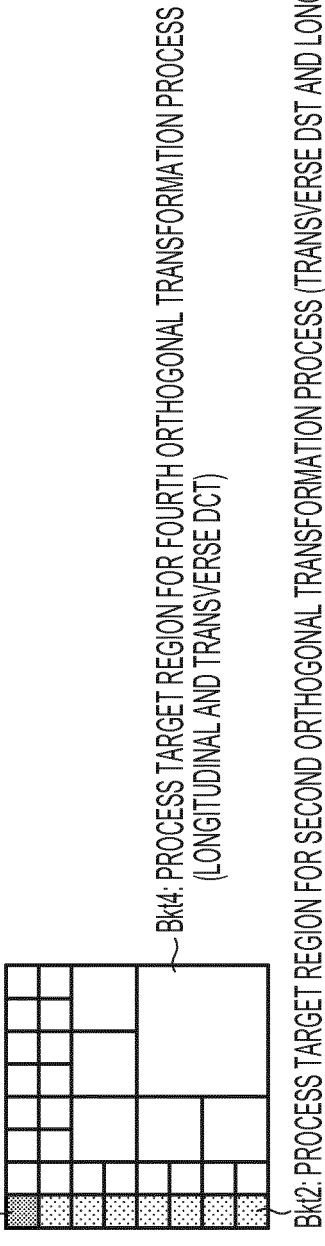 Bkt4: PROCESS TARGET REGION FOR FOURTH ORTHOGONAL TRANSFORMATION PROCESS
(LONGITUDINAL AND TRANSVERSE DCT)
Bkt2: PROCESS TARGET REGION FOR SECOND ORTHOGONAL TRANSFORMATION PROCESS (TRANSVERSE DST AND